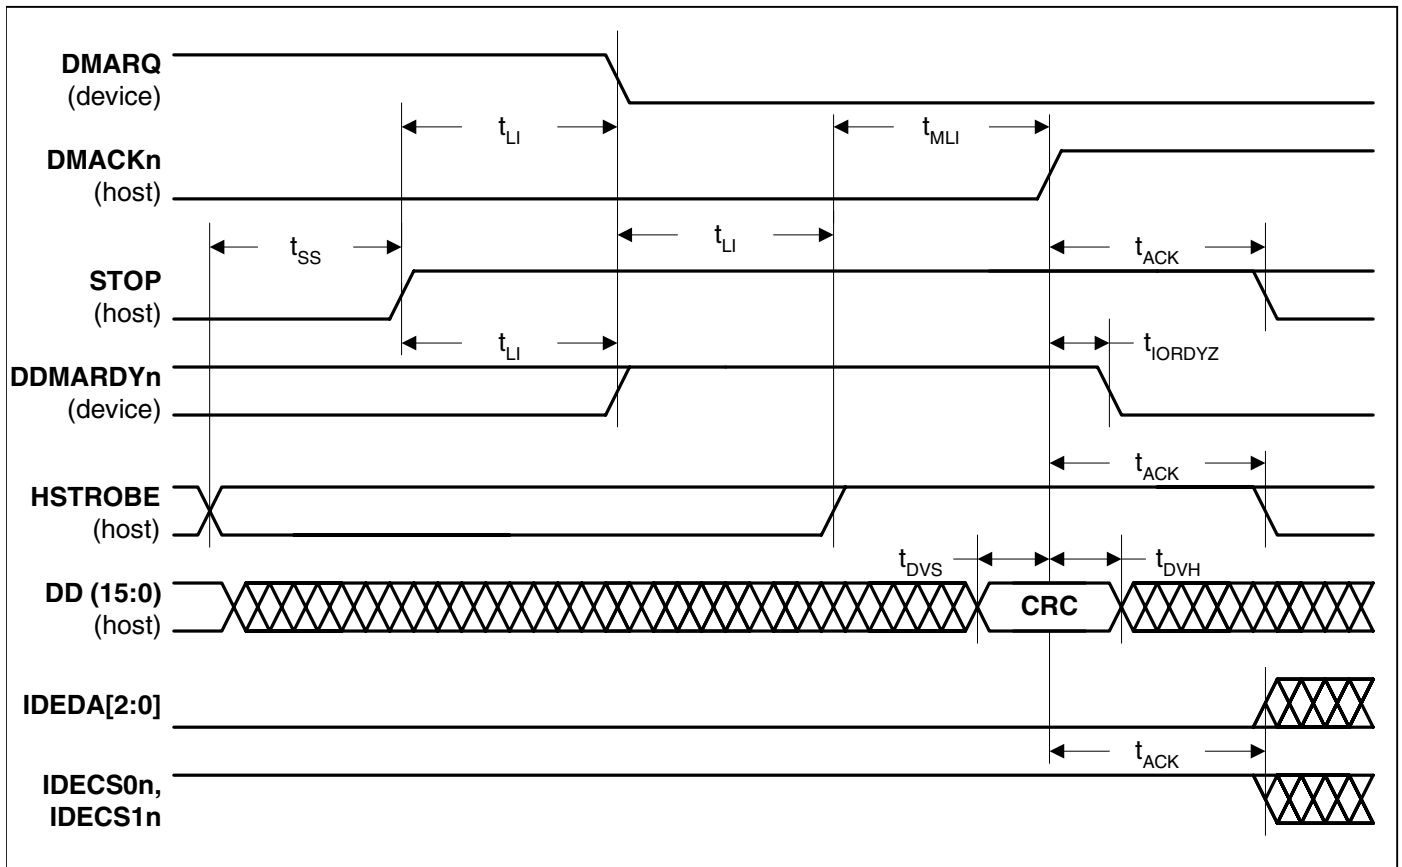 DMARQ
(device)
t_LI
t_MLI
DMACKn
(host)
t_SS
t_LI
t_ACK
STOP
(host)
t_LI
t_IORDYZ
DDMARDYn
(device)
t_ACK
HSTROBE
(host)
t_DVS
t_DVH
DD (15:0)
(host)
CRC
IDEDA[2:0]
t_ACK
IDECS0n,
IDECS1n